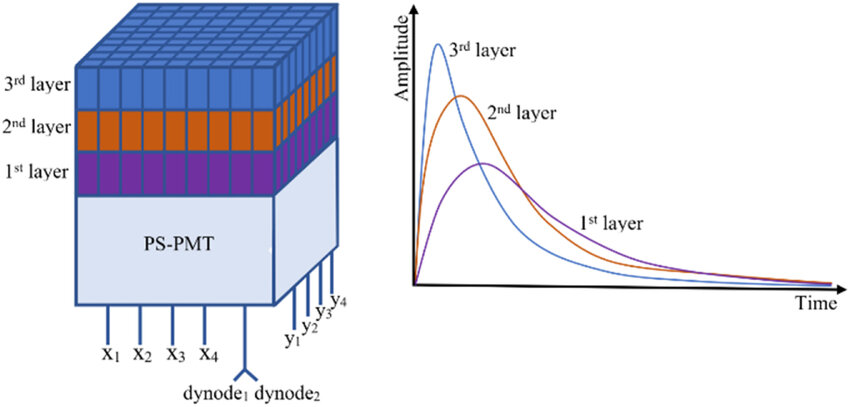 3rd layer
2nd layer
1st layer
PS-PMT
x1 x2 x3 x4
y1 y2 y3 y4
dynode1 dynode2
Amplitude
3rd layer
2nd layer
1st layer
Time